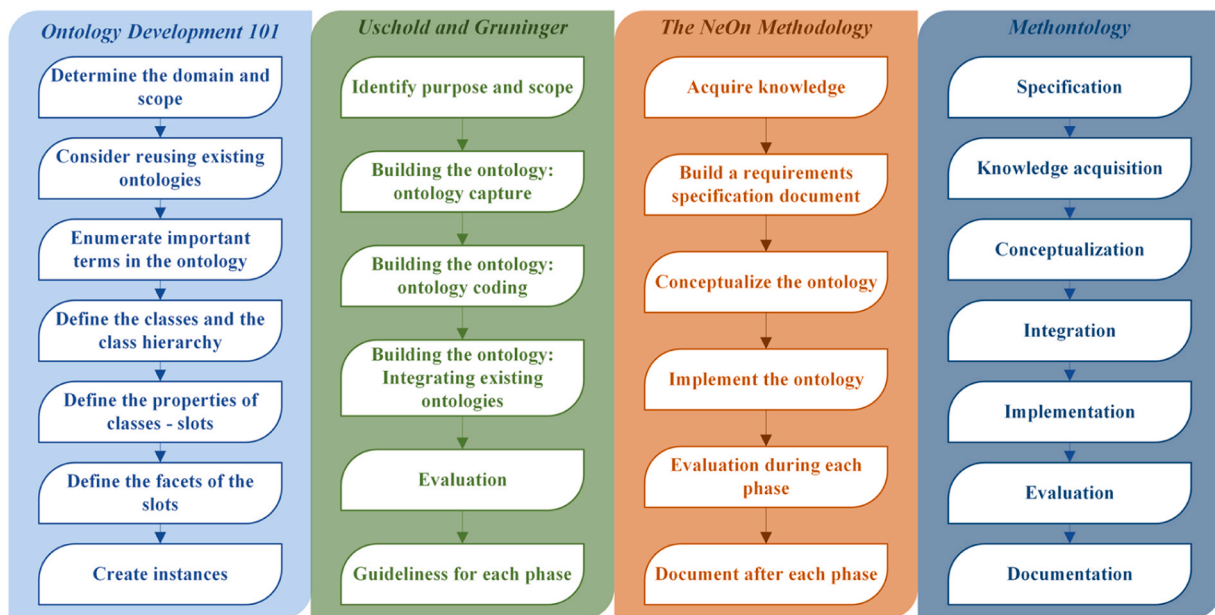 Ontology Development 101
Determine the domain and
scope
Consider reusing existing
ontologies
Enumerate important
terms in the ontology
Define the classes and the
class hierarchy
Define the properties of
classes - slots
Define the facets of the
slots
Create instances
Uschold and Gruninger
Identify purpose and scope
Building the ontology:
ontology capture
Building the ontology:
ontology coding
Building the ontology:
Integrating existing
ontologies
Evaluation
Guideliness for each phase
The NeOn Methodology
Acquire knowledge
Build a requirements
specification document
Conceptualize the ontology
Implement the ontology
Evaluation during each
phase
Document after each phase
Methontology
Specification
Knowledge acquisition
Conceptualization
Integration
Implementation
Evaluation
Documentation